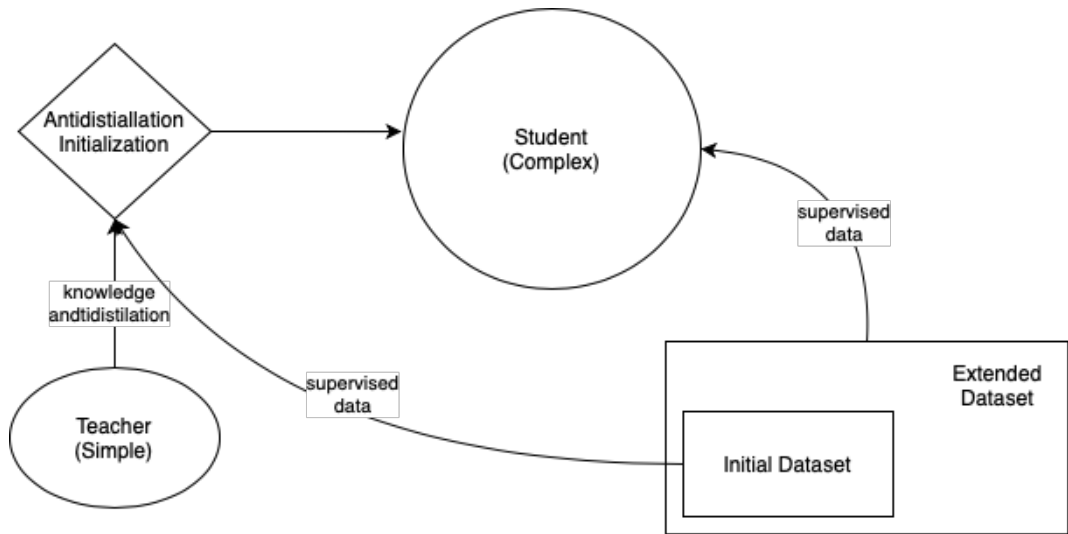 Antidistiallation
Initialization
Student
(Complex)
supervised
data
knowledge
andtidistilation
supervised
data
Extended
Dataset
Teacher
(Simple)
Initial Dataset